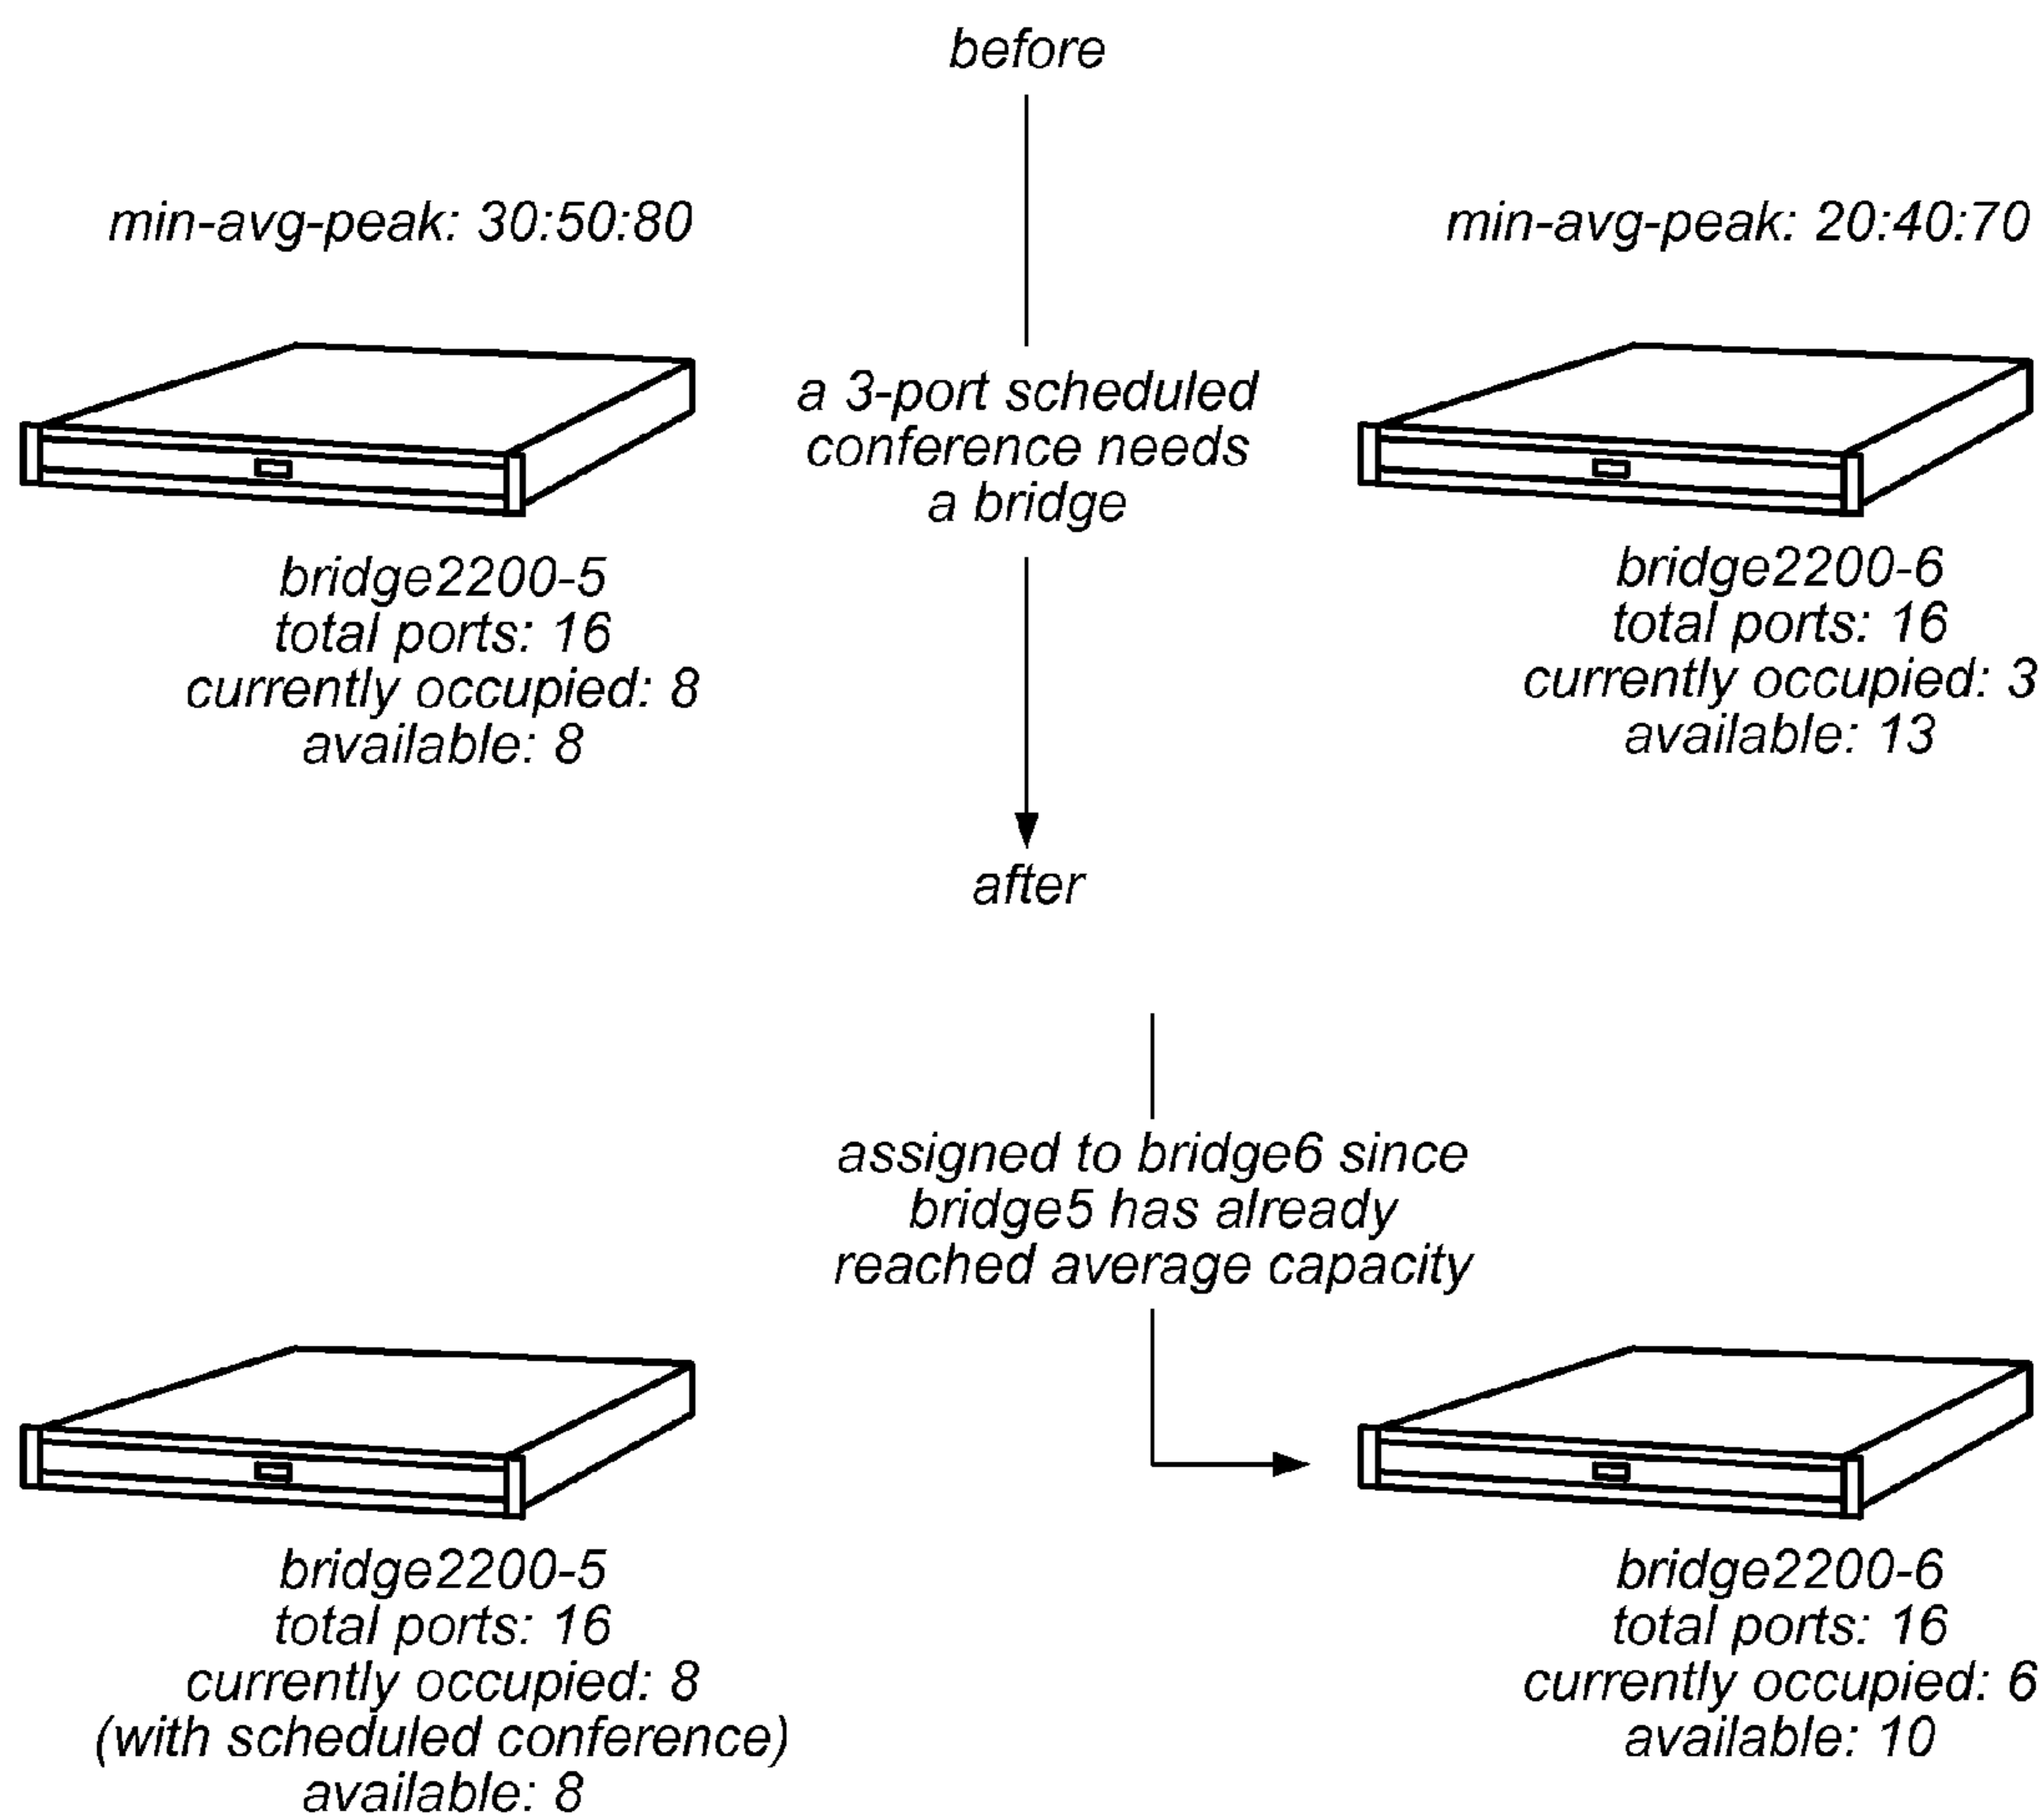 before
min-avg-peak: 30:50:80
min-avg-peak: 20:40:70
a 3-port scheduled
conference needs
a bridge
bridge2200-5
total ports: 16
currently occupied: 8
available: 8
bridge2200-6
total ports: 16
currently occupied: 3
available: 13
after
assigned to bridge6 since
bridge5 has already
reached average capacity
bridge2200-5
total ports: 16
currently occupied: 8
(with scheduled conference)
available: 8
bridge2200-6
total ports: 16
currently occupied: 6
available: 10